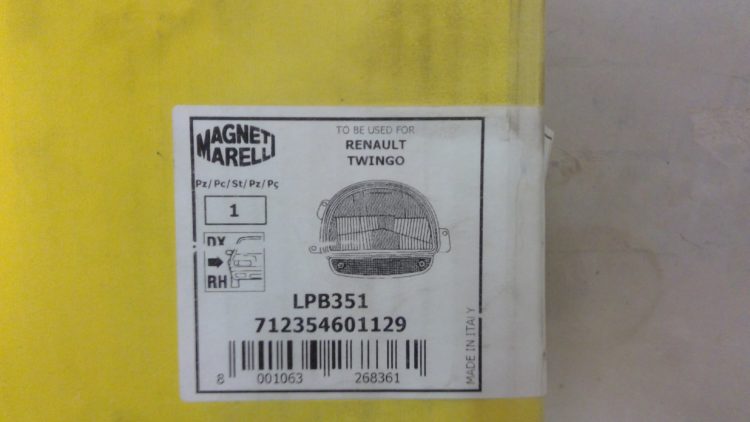 MAGNETI
MARELLI
TO BE USED FOR
RENAULT
TWINGO
Pz/Pc/St/Pz/Pç
1
DX
RH
LPB351
712354601129
8 001063 268361
MADE IN ITALY